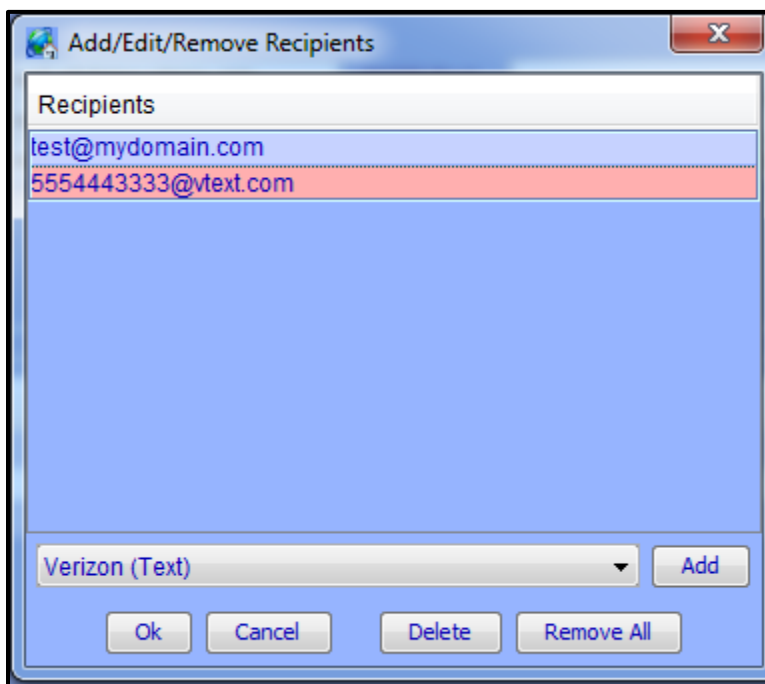 Add/Edit/Remove Recipients
Recipients
test@mydomain.com
5554443333@vtext.com
Verizon (Text) Add
Ok Cancel Delete Remove All